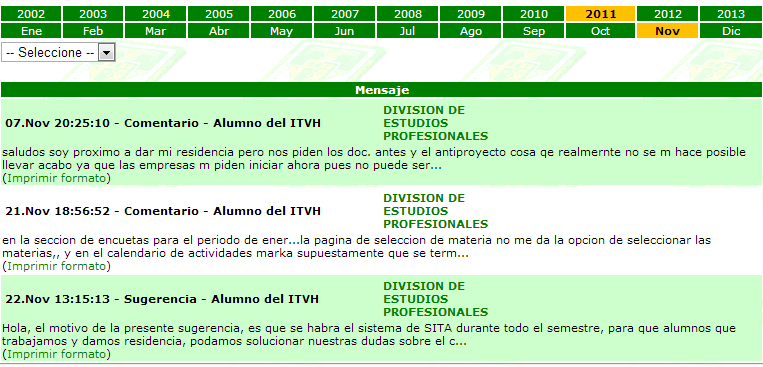 2002 2003 2004 2005 2006 2007 2008 2009 2010 2011 2012 2013
Ene Feb Mar Abr May Jun Jul Ago Sep Oct Nov Dic
-- Seleccione --
Mensaje
07.Nov 20:25:10 - Comentario - Alumno del ITVH
DIVISION DE
ESTUDIOS
PROFESIONALES
saludos soy proximo a dar mi residencia pero nos piden los doc. antes y el antiproyecto cosa qe realmernte no se m hace posible
llevar acabo ya que las empresas m piden iniciar ahora pues no puede ser...
(Imprimir formato)
21.Nov 18:56:52 - Comentario - Alumno del ITVH
DIVISION DE
ESTUDIOS
PROFESIONALES
en la seccion de encuetas para el periodo de ener...la pagina de seleccion de materia no me da la opcion de seleccionar las
materias,, y en el calendario de actividades marka supuestamente que se term...
(Imprimir formato)
22.Nov 13:15:13 - Sugerencia - Alumno del ITVH
DIVISION DE
ESTUDIOS
PROFESIONALES
Hola, el motivo de la presente sugerencia, es que se habra el sistema de SITA durante todo el semestre, para que alumnos que
trabajamos y damos residencia, podamos solucionar nuestras dudas sobre el c...
(Imprimir formato)